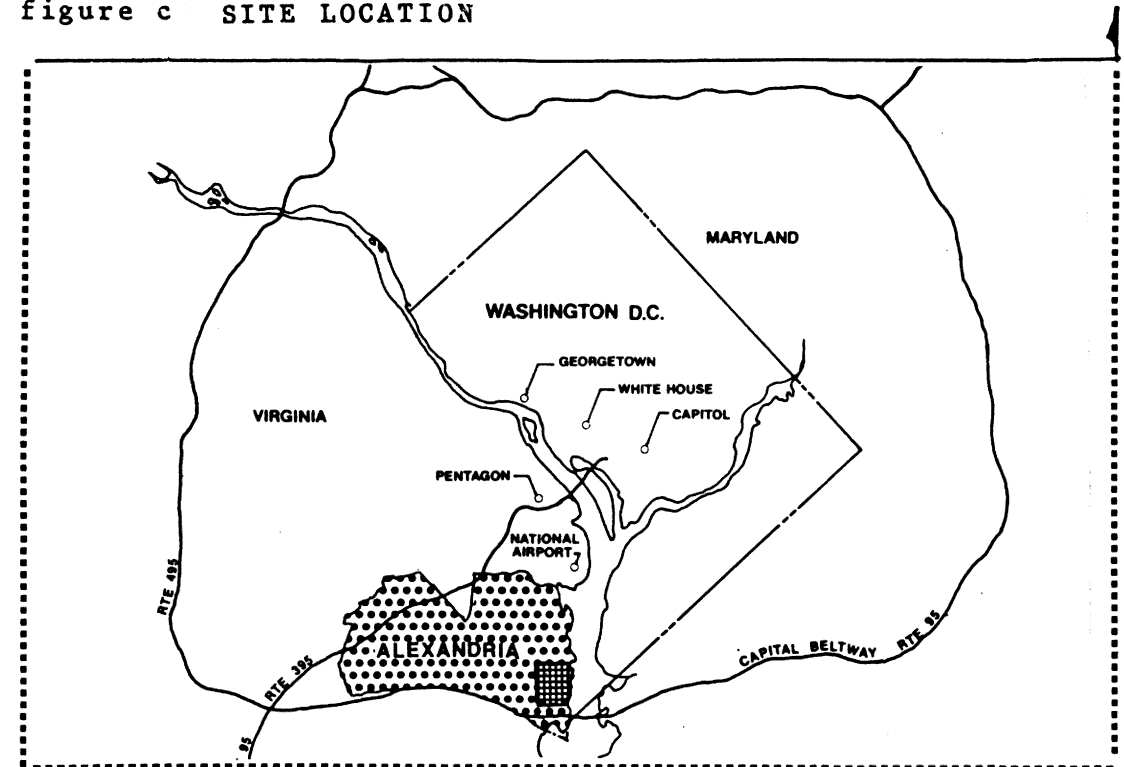 figure c SITE LOCATION
MARYLAND
WASHINGTON D.C.
GEORGETOWN
WHITE HOUSE
CAPITOL
VIRGINIA
PENTAGON
NATIONAL
AIRPORT
RTE 495
ALEXANDRIA
RTE 395
95
CAPITAL BELTWAY
RTE 95